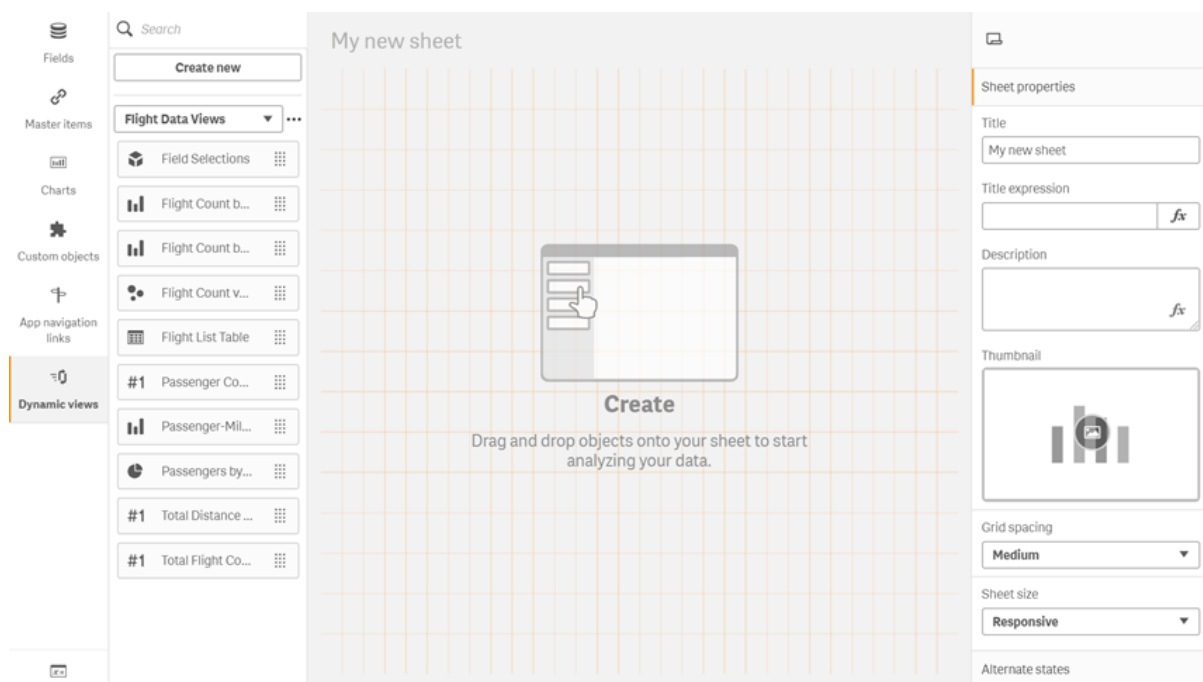 Fields
Master items
Charts
Custom objects
App navigation
links
Dynamic views
Search
Create new
Flight Data Views
Field Selections
Flight Count b...
Flight Count b...
Flight Count v...
Flight List Table
#1 Passenger Co...
Passenger-Mil...
Passengers by...
#1 Total Distance ...
#1 Total Flight Co...
My new sheet
Create
Drag and drop objects onto your sheet to start
analyzing your data.
Sheet properties
Title
My new sheet
Title expression
fx
Description
fx
Thumbnail
Grid spacing
Medium
Sheet size
Responsive
Alternate states